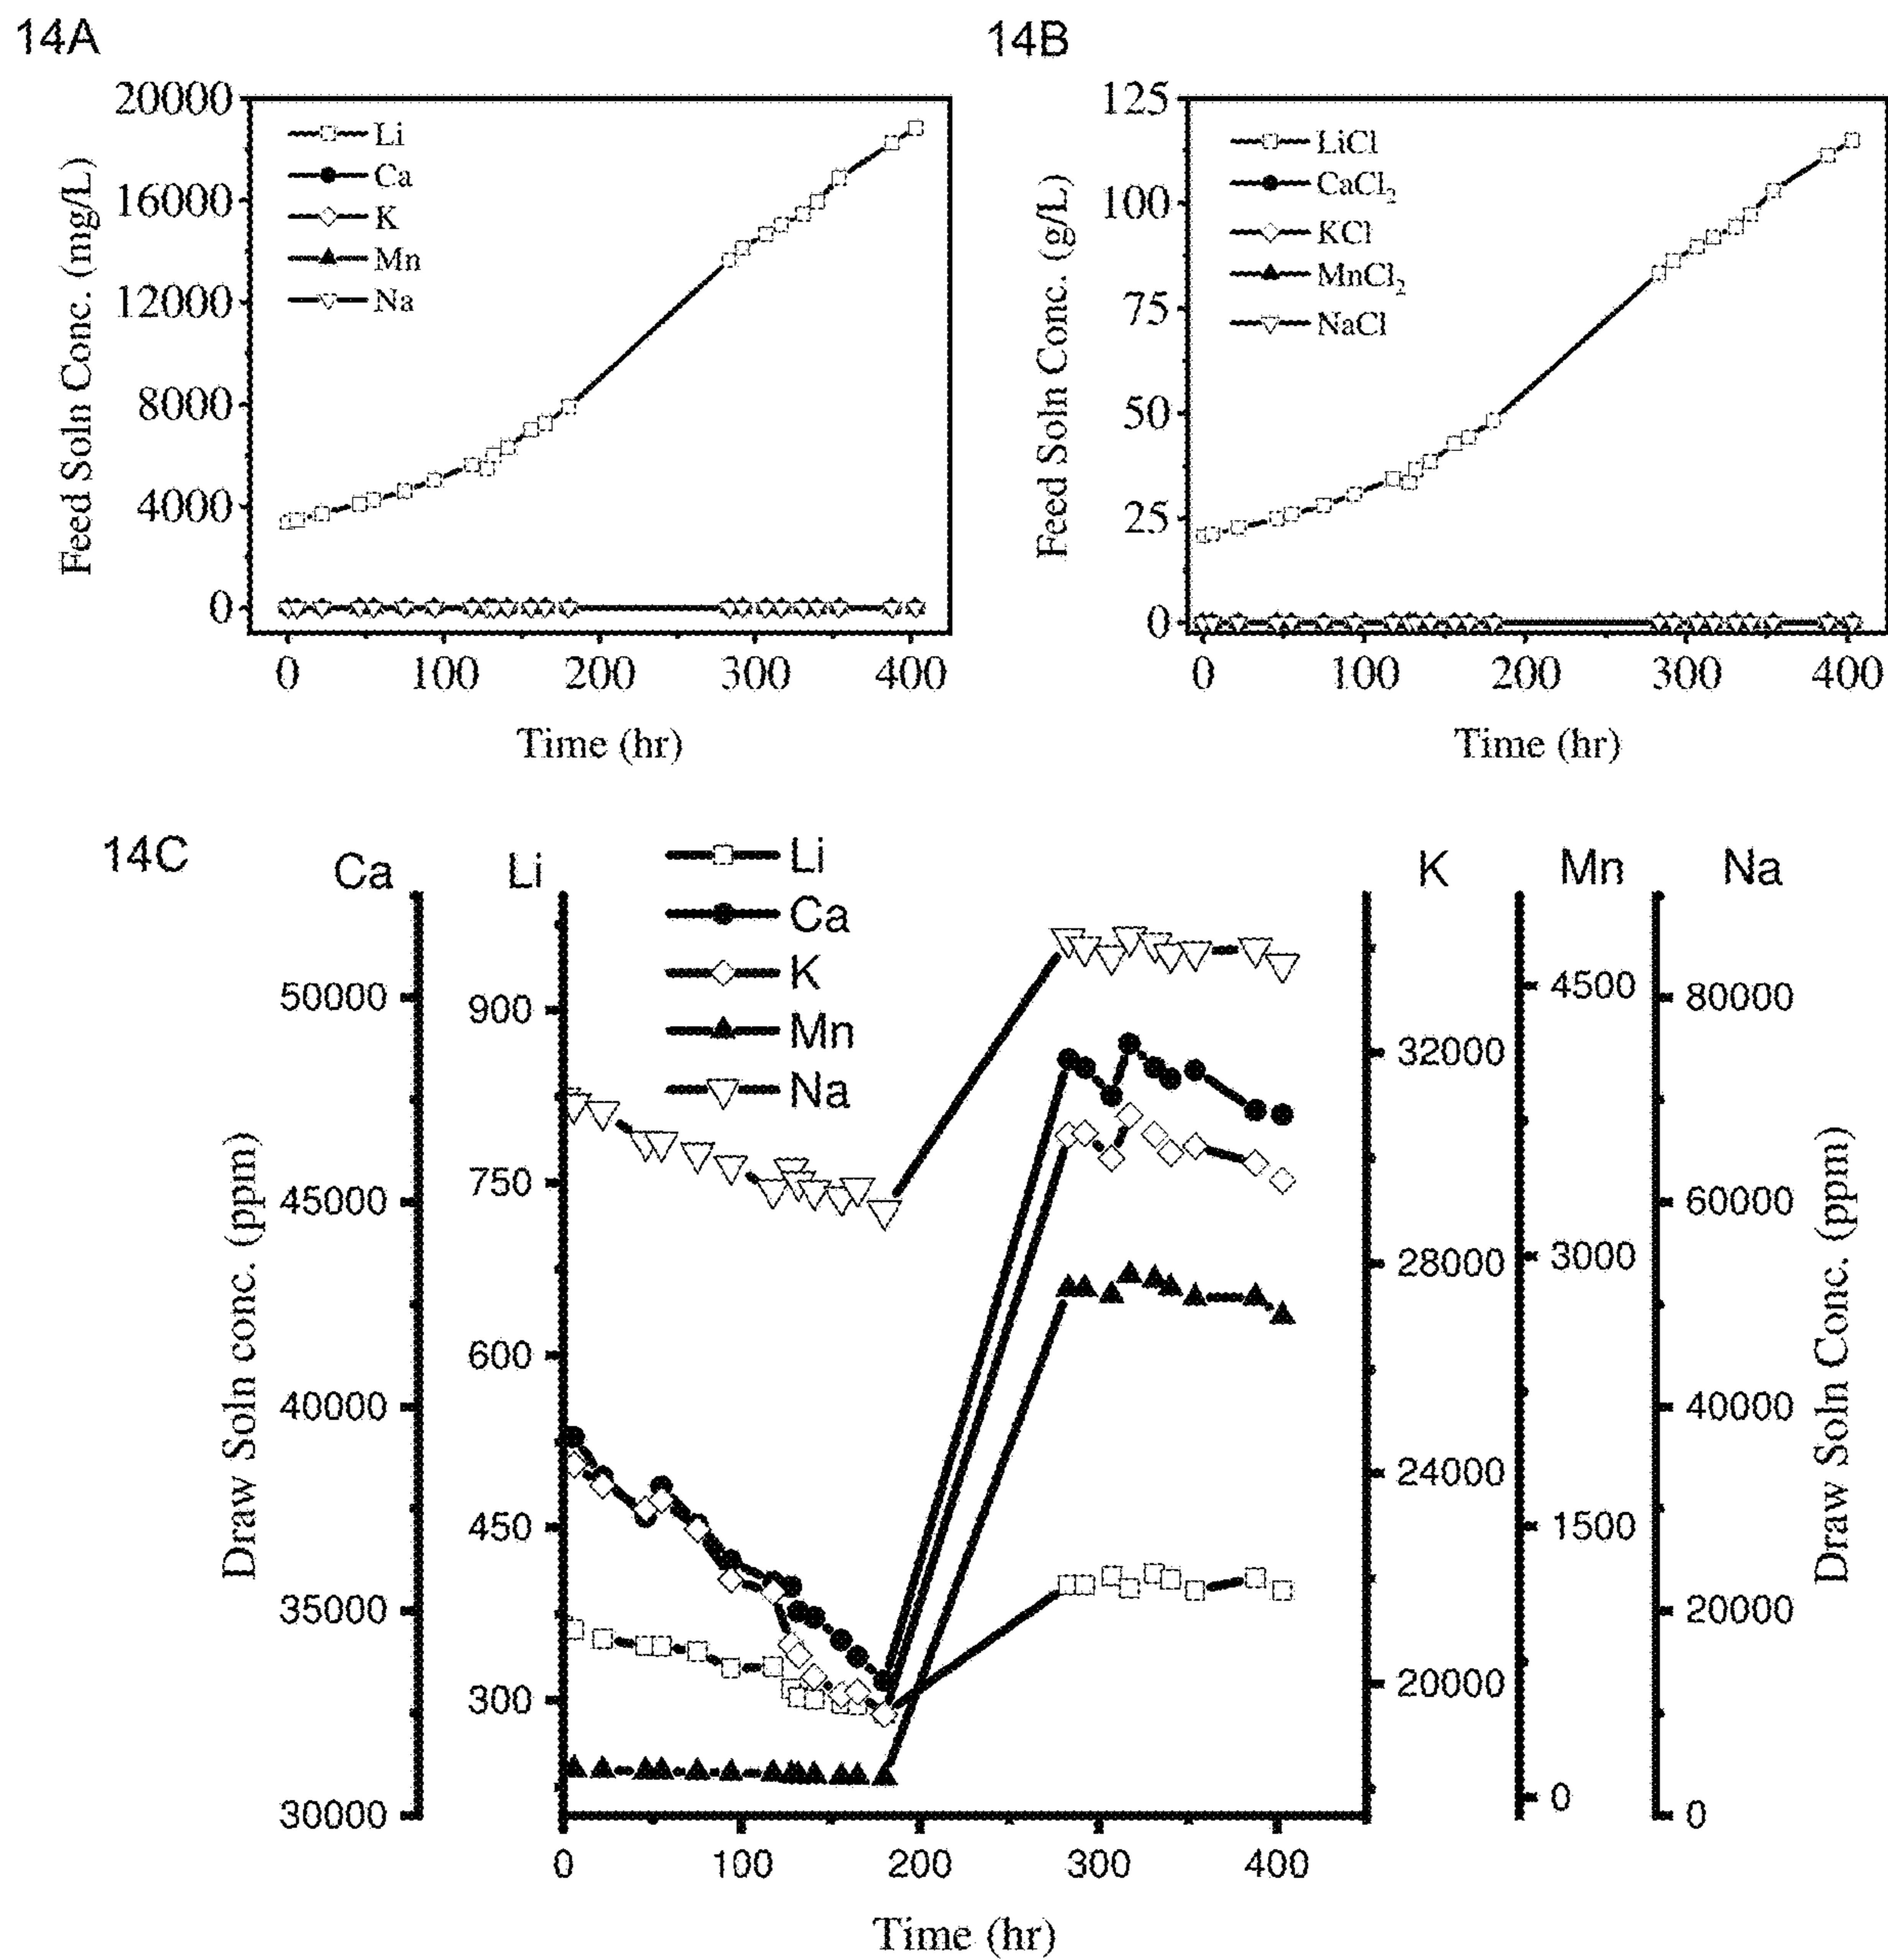 14A
Feed Soln Conc. (mg/L)
20000
16000
12000
8000
4000
0
Li
Ca
K
Mn
Na
0 100 200 300 400
Time (hr)
14B
Feed Soln Conc. (g/L)
125
100
75
50
25
0
LiCl
CaCl₂
KCl
MnCl₂
NaCl
0 100 200 300 400
Time (hr)
14C
Ca
Draw Soln conc. (ppm)
50000
45000
40000
35000
30000
Li
900
750
600
450
300
Li
Ca
K
Mn
Na
K
32000
28000
24000
20000
Mn
4500
3000
1500
0
Na
80000
60000
40000
20000
0
Draw Soln Conc. (ppm)
0 100 200 300 400
Time (hr)